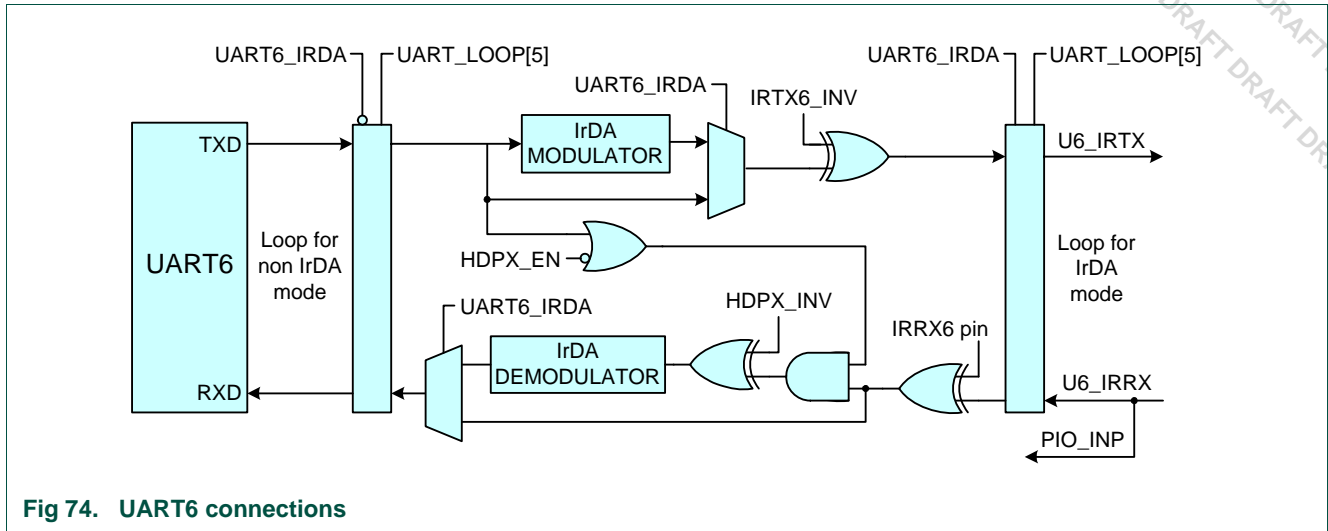 DRAFT DRAFT DRA
DRAFT
UART6_IRDA
UART_LOOP[5]
UART6_IRDA
IRTX6_INV
UART6_IRDA
UART_LOOP[5]
TXD
IrDA
MODULATOR
U6_IRTX
UART6
Loop for
non IrDA
mode
HDPX_EN
Loop for
IrDA
mode
UART6_IRDA
HDPX_INV
IRRX6 pin
IrDA
DEMODULATOR
RXD
U6_IRRX
PIO_INP
Fig 74. UART6 connections